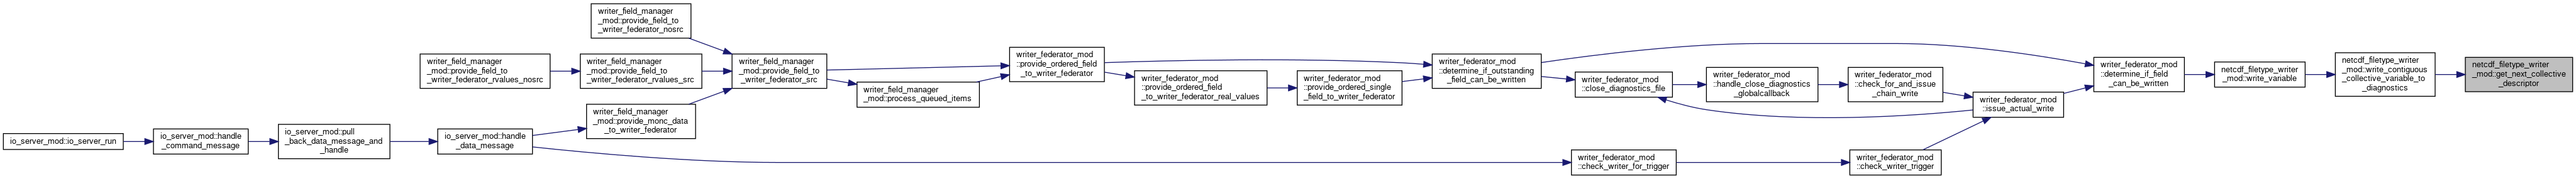 io_server_mod::io_server_run
io_server_mod::handle
_command_message
io_server_mod::pull
_back_data_message_and
_handle
io_server_mod::handle
_data_message
writer_field_manager
_mod::provide_field_to
_writer_federator_rvalues_nosrc
writer_field_manager
_mod::provide_field_to
_writer_federator_nosrc
writer_field_manager
_mod::provide_field_to
_writer_federator_rvalues_src
writer_field_manager
_mod::provide_monc_data
_to_writer_federator
writer_field_manager
_mod::provide_field_to
_writer_federator_src
writer_field_manager
_mod::process_queued_items
writer_federator_mod
::provide_ordered_field
_to_writer_federator
writer_federator_mod
::provide_ordered_field
_to_writer_federator_real_values
writer_federator_mod
::provide_ordered_single
_field_to_writer_federator
writer_federator_mod
::determine_if_outstanding
_field_can_be_written
writer_federator_mod
::close_diagnostics_file
writer_federator_mod
::check_writer_for_trigger
writer_federator_mod
::handle_close_diagnostics
_globalcallback
writer_federator_mod
::check_for_and_issue
_chain_write
writer_federator_mod
::check_writer_trigger
writer_federator_mod
::issue_actual_write
writer_federator_mod
::determine_if_field
_can_be_written
netcdf_filetype_writer
_mod::write_variable
netcdf_filetype_writer
_mod::write_contiguous
_collective_variable_to
_diagnostics
netcdf_filetype_writer
_mod::get_next_collective
_descriptor